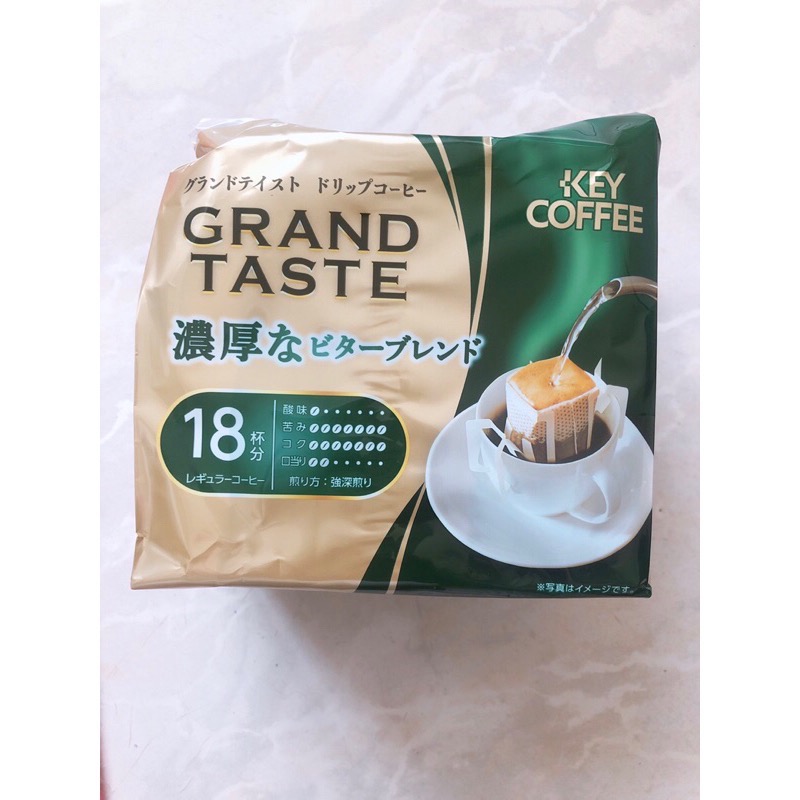 グランドテイスト ドリップコーヒー
GRAND
TASTE
濃厚なビターブレンド
18杯分
レギュラーコーヒー
酸味
苦み
コク
口当り
煎り方：強深煎り
KEY
COFFEE
※写真はイメージです。